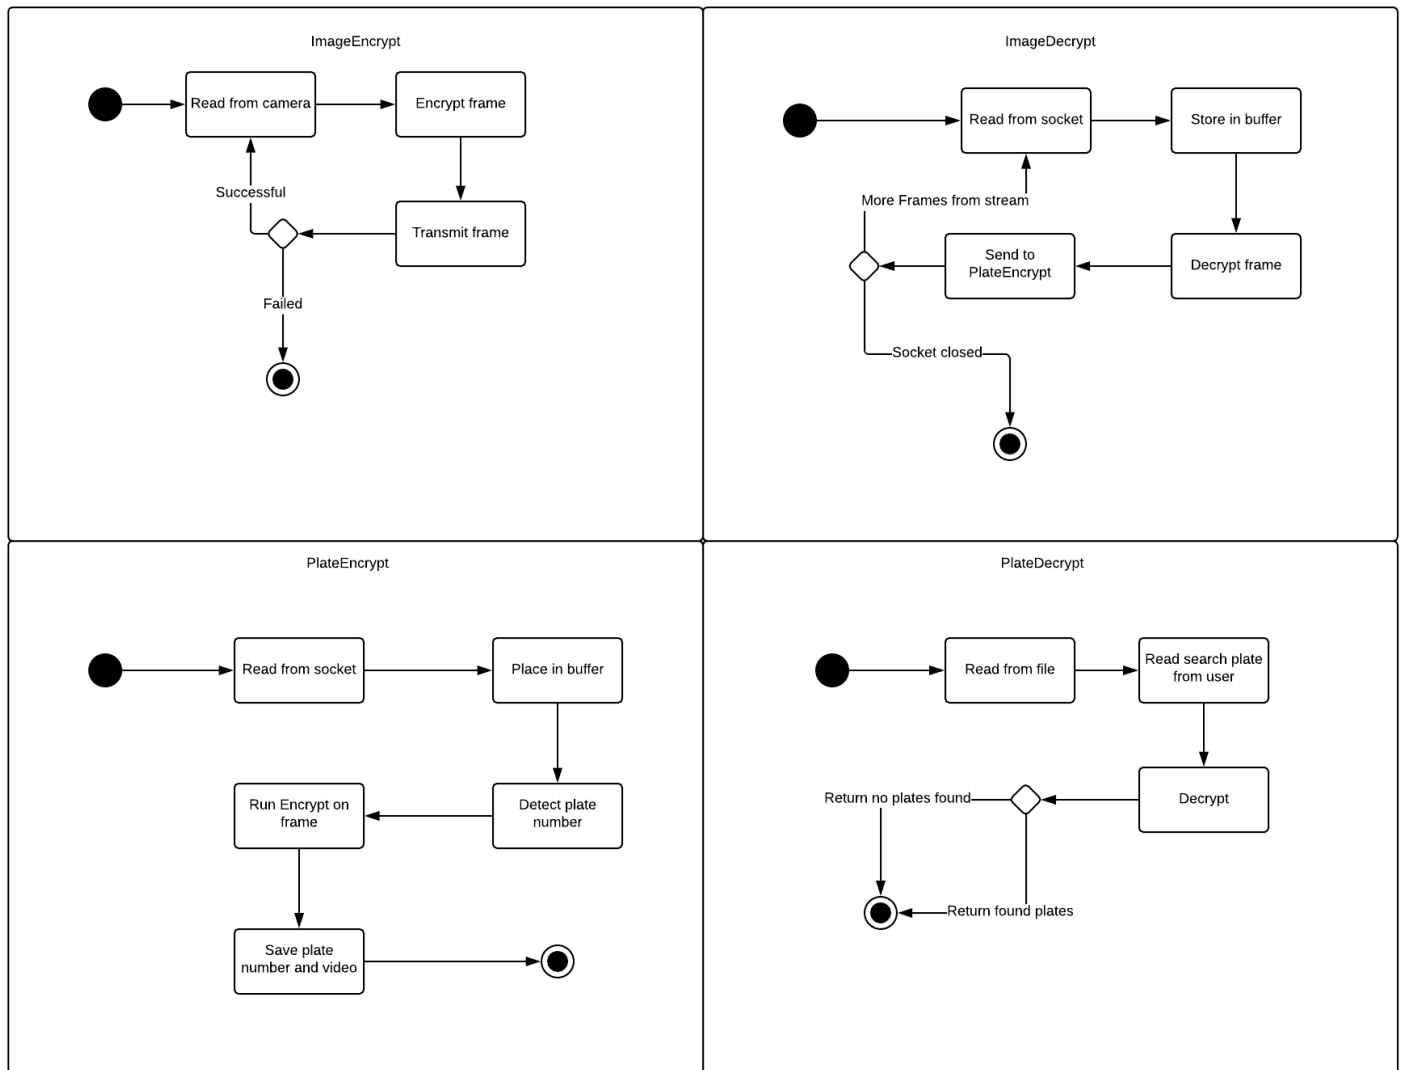 ImageEncrypt
Read from camera
Encrypt frame
Successful
Transmit frame
Failed
ImageDecrypt
Read from socket
Store in buffer
More Frames from stream
Send to
PlateEncrypt
Decrypt frame
Socket closed
PlateEncrypt
Read from socket
Place in buffer
Run Encrypt on
frame
Detect plate
number
Save plate
number and video
PlateDecrypt
Read from file
Read search plate
from user
Return no plates found
Decrypt
Return found plates